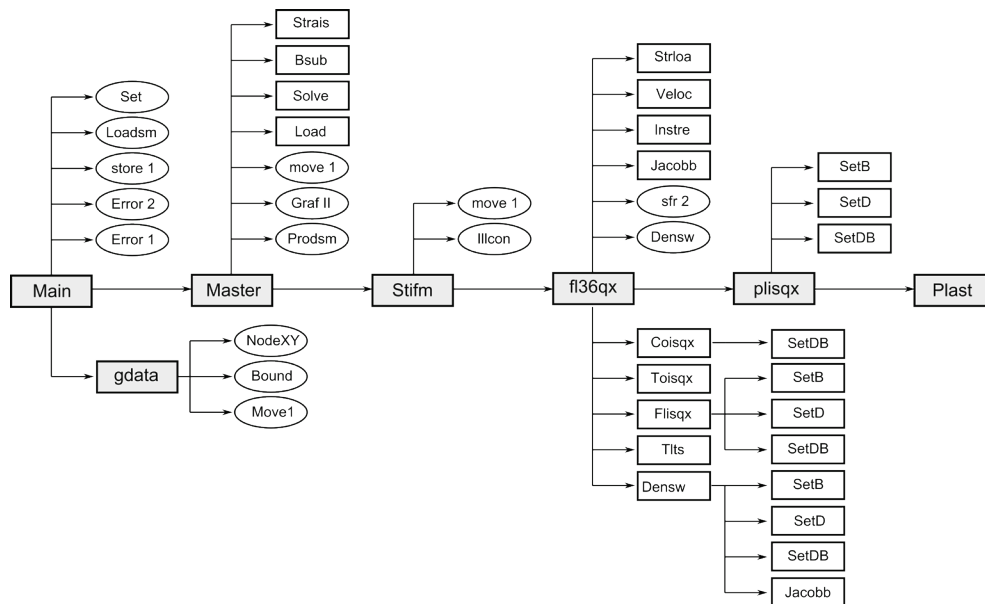 Set
Loadsm
store 1
Error 2
Error 1
Main
gdata
NodeXY
Bound
Move1
Strais
Bsub
Solve
Load
move 1
Graf II
Prodsm
Master
move 1
Illcon
Stifm
Strloa
Veloc
Instre
Jacobb
sfr 2
Densw
fl36qx
Coisqx
SetDB
Toisqx
Flisqx
SetB
SetD
SetDB
Tlts
Densw
SetB
SetD
SetDB
Jacobb
SetB
SetD
SetDB
plisqx
Plast